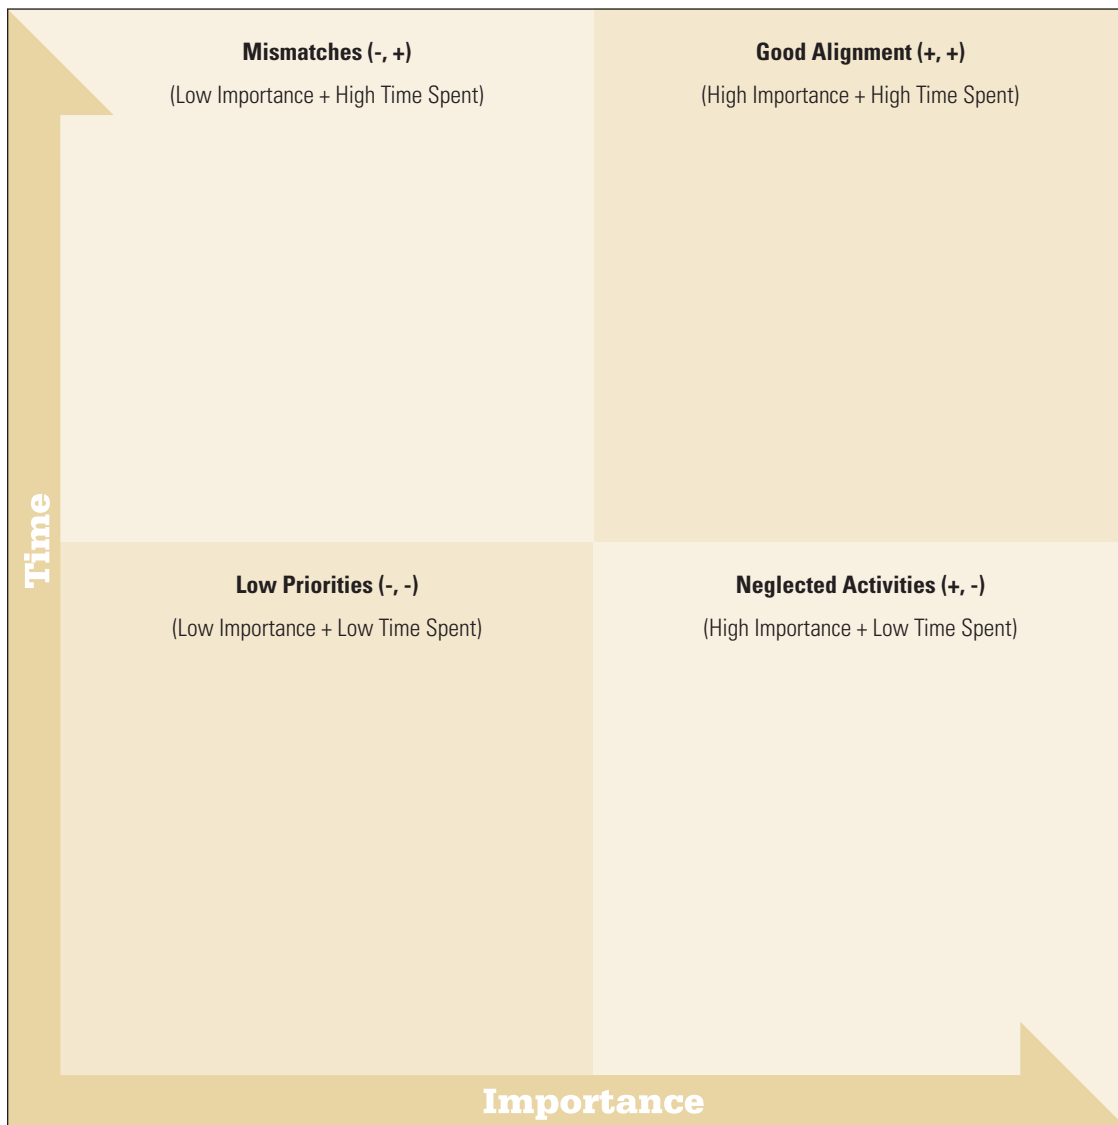 Mismatches (-, +)
(Low Importance + High Time Spent)
Good Alignment (+, +)
(High Importance + High Time Spent)
Time
Low Priorities (-, -)
(Low Importance + Low Time Spent)
Neglected Activities (+, -)
(High Importance + Low Time Spent)
Importance